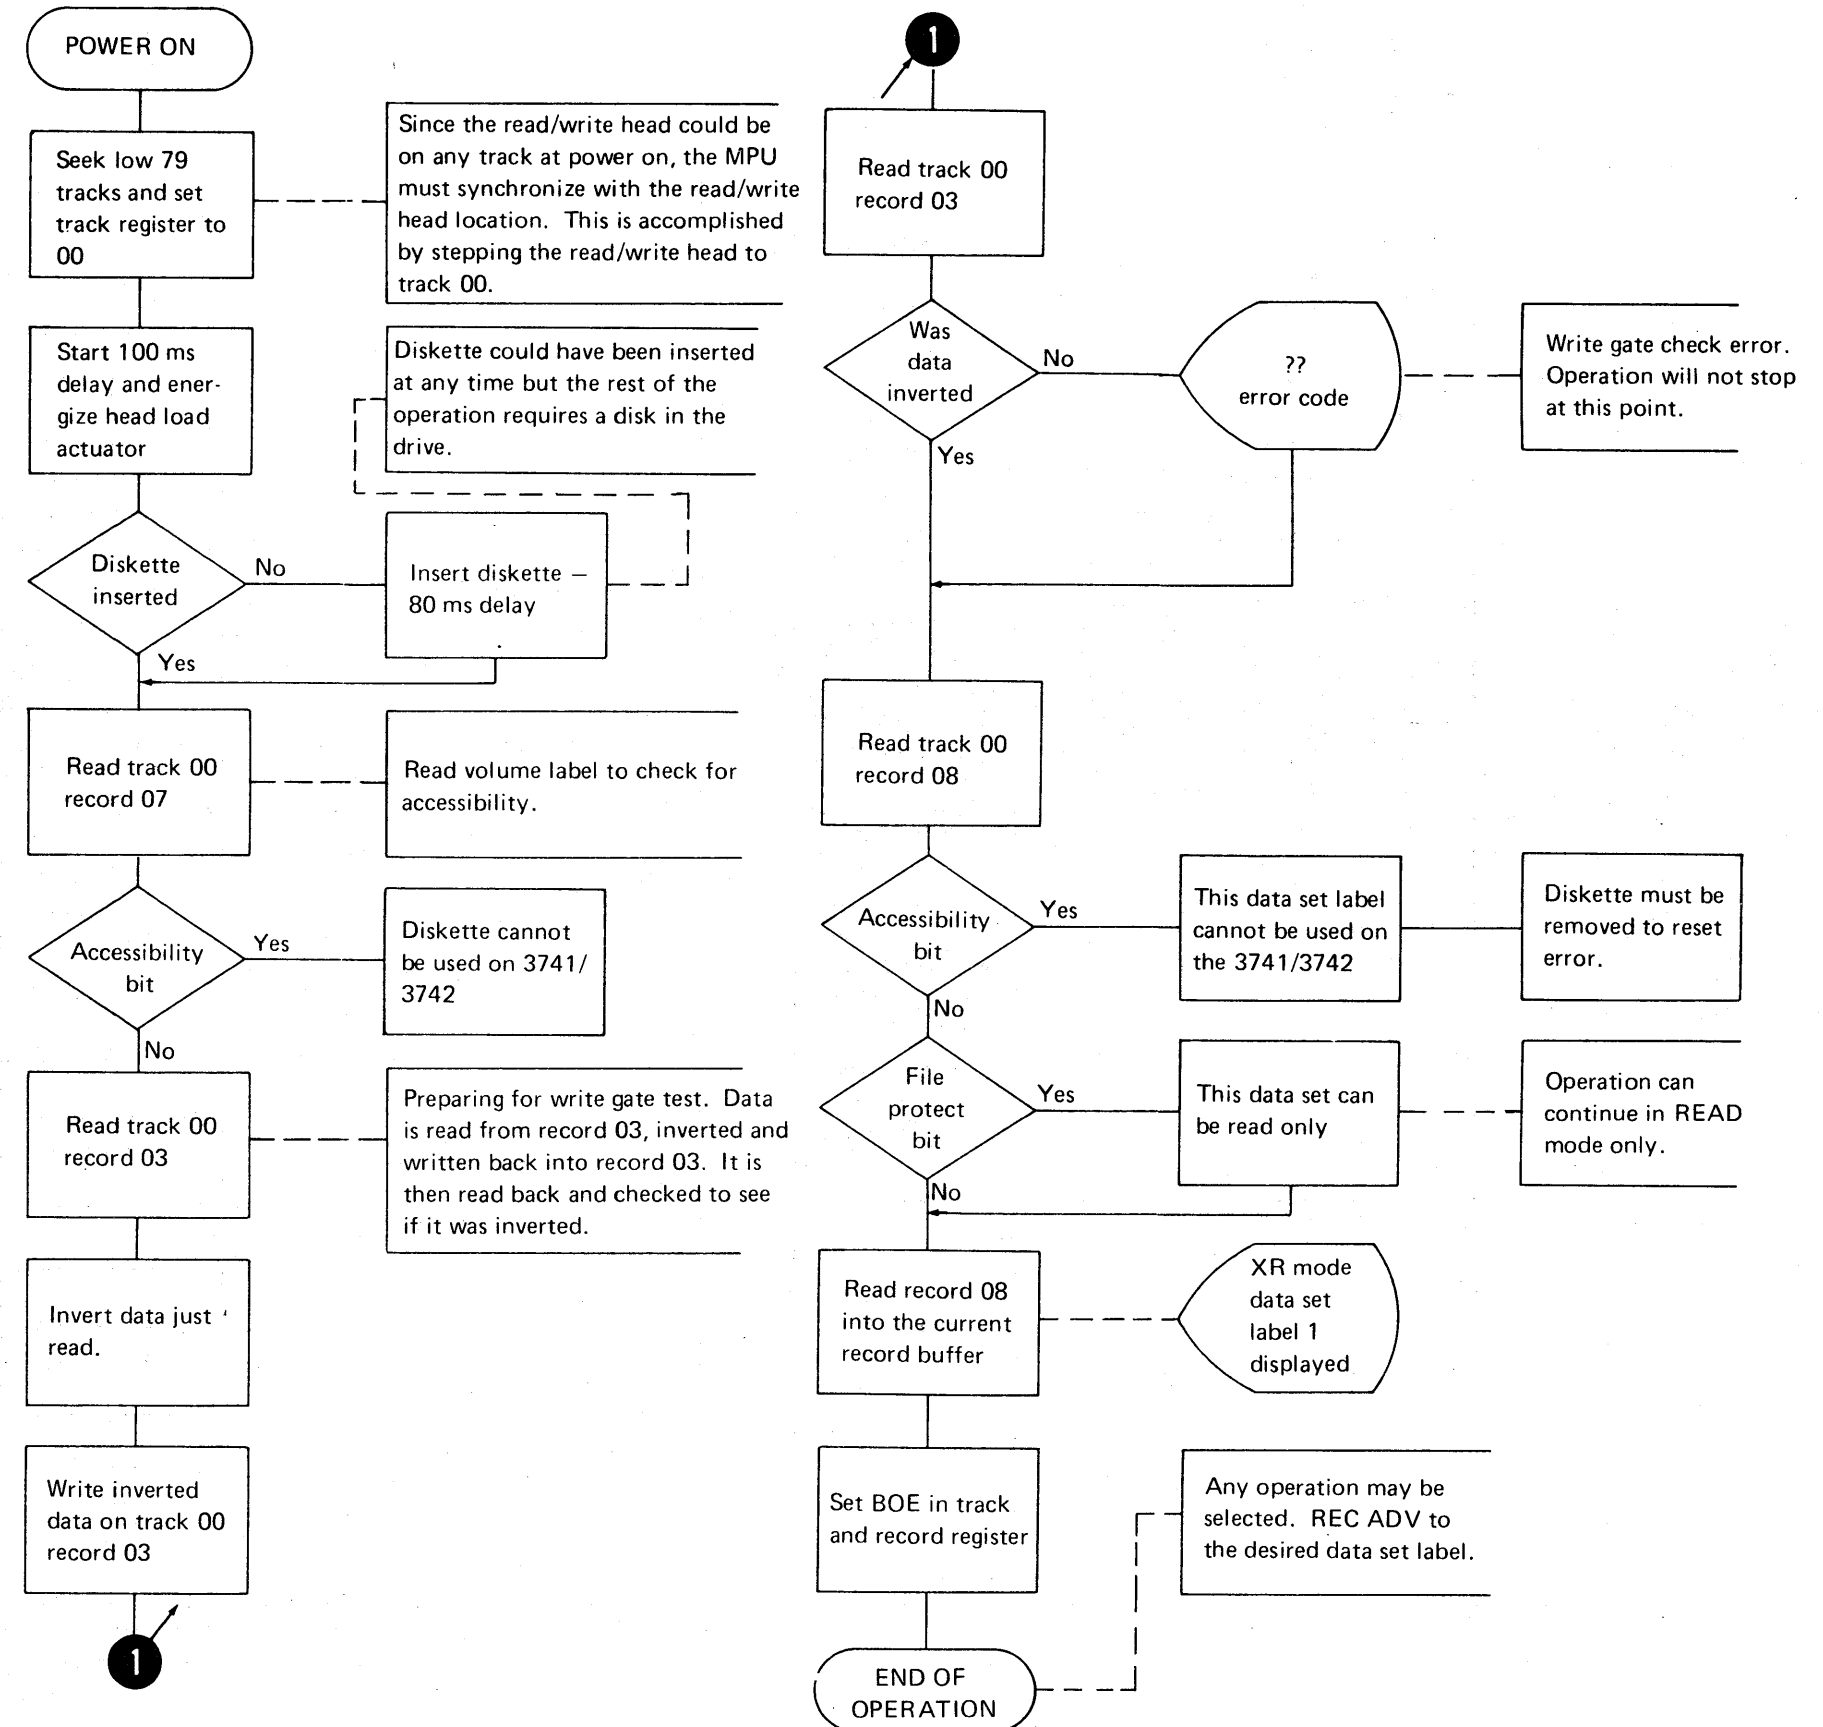 POWER ON
Seek low 79
tracks and set
track register to
00
Since the read/write head could be
on any track at power on, the MPU
must synchronize with the read/write
head location. This is accomplished
by stepping the read/write head to
track 00.
Start 100 ms
delay and ener-
gize head load
actuator
Diskette could have been inserted
at any time but the rest of the
operation requires a disk in the
drive.
Diskette
inserted
No
Insert diskette –
80 ms delay
Yes
Read track 00
record 07
Read volume label to check for
accessibility.
Accessibility
bit
Yes
Diskette cannot
be used on 3741/
3742
No
Read track 00
record 03
Preparing for write gate test. Data
is read from record 03, inverted and
written back into record 03. It is
then read back and checked to see
if it was inverted.
Invert data just
read.
Write inverted
data on track 00
record 03
1
1
Read track 00
record 03
Was
data
inverted
No
??
error code
Write gate check error.
Operation will not stop
at this point.
Yes
Read track 00
record 08
Accessibility
bit
Yes
This data set label
cannot be used on
the 3741/3742
Diskette must be
removed to reset
error.
No
File
protect
bit
Yes
This data set can
be read only
Operation can
continue in READ
mode only.
No
Read record 08
into the current
record buffer
XR mode
data set
label 1
displayed
Set BOE in track
and record register
Any operation may be
selected. REC ADV to
the desired data set label.
END OF
OPERATION